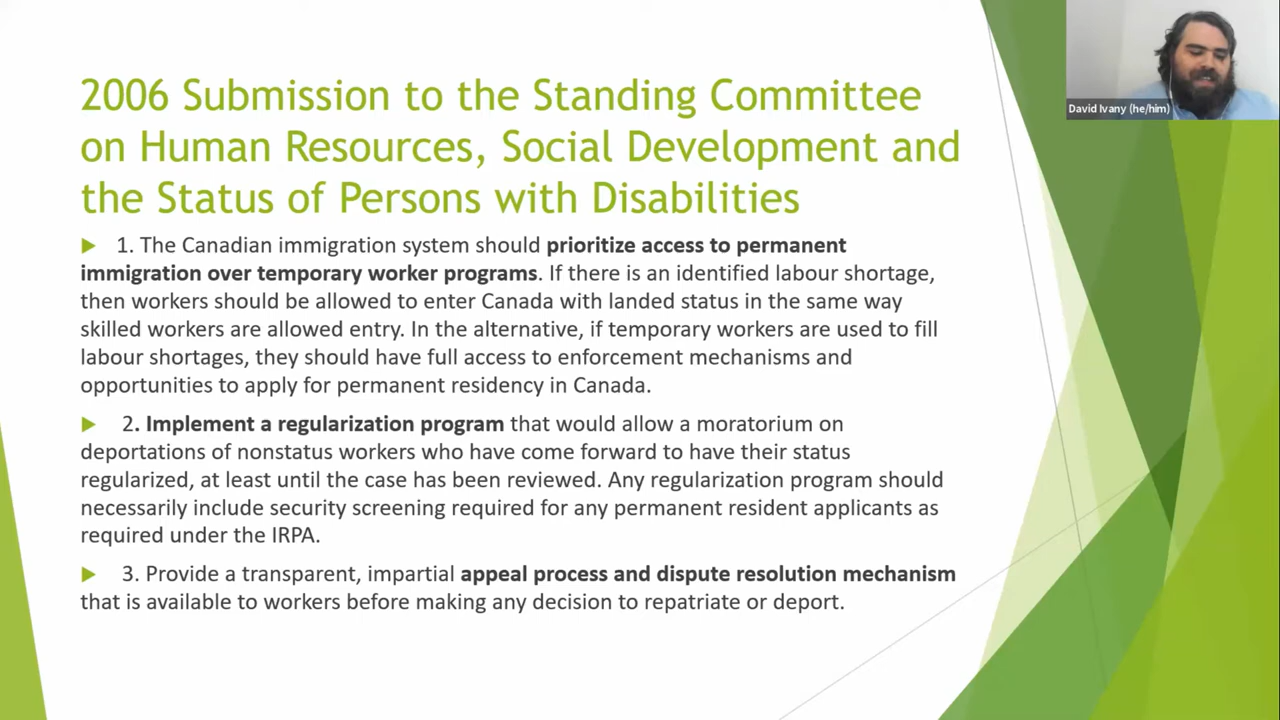 2006 Submission to the Standing Committee
on Human Resources, Social Development and
the Status of Persons with Disabilities
David Ivany (he/him)
1. The Canadian immigration system should prioritize access to permanent
immigration over temporary worker programs. If there is an identified labour shortage,
then workers should be allowed to enter Canada with landed status in the same way
skilled workers are allowed entry. In the alternative, if temporary workers are used to fill
labour shortages, they should have full access to enforcement mechanisms and
opportunities to apply for permanent residency in Canada.
2. Implement a regularization program that would allow a moratorium on
deportations of nonstatus workers who have come forward to have their status
regularized, at least until the case has been reviewed. Any regularization program should
necessarily include security screening required for any permanent resident applicants as
required under the IRPA.
3. Provide a transparent, impartial appeal process and dispute resolution mechanism
that is available to workers before making any decision to repatriate or deport.